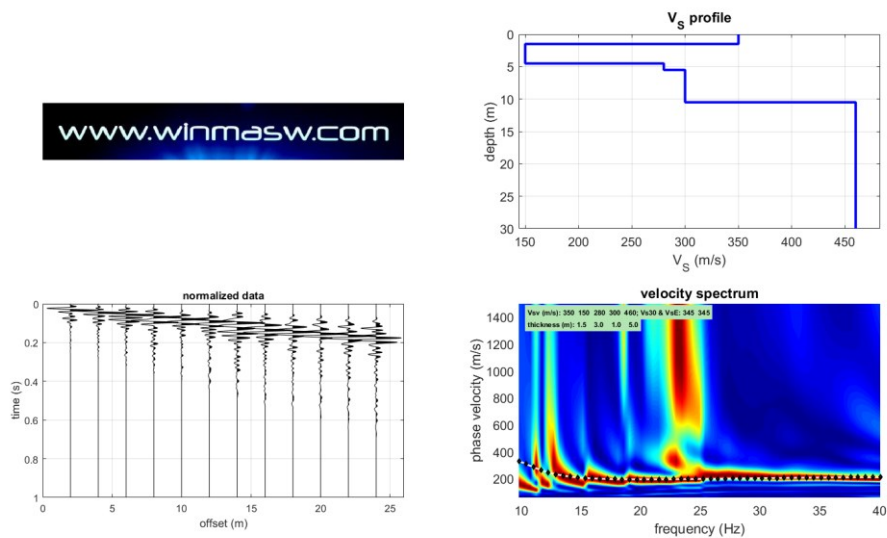 www.winmasw.com
V_S profile
0
5
10
15
20
25
30
depth (m)
150 200 250 300 350 400 450
V_S (m/s)
normalized data
0
0.2
0.4
0.6
0.8
1
time (s)
0 5 10 15 20 25
offset (m)
velocity spectrum
Vsv (m/s): 350 150 280 300 460; Vs30 & VsE: 345 345
thickness (m): 1.5 3.0 1.0 5.0
1400
1200
1000
800
600
400
200
phase velocity (m/s)
10 15 20 25 30 35 40
frequency (Hz)